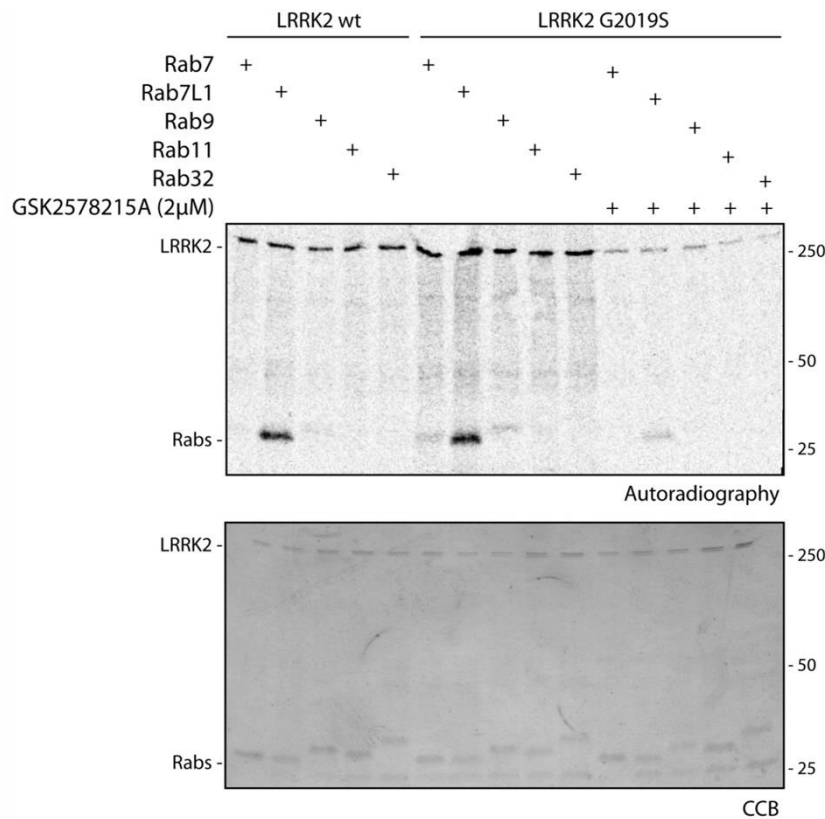 LRRK2 wt LRRK2 G2019S
Rab7 + + +
Rab7L1 + + +
Rab9 + + +
Rab11 + + +
Rab32 + + +
GSK2578215A (2µM) + + + + +
LRRK2 - - 250
- 50
Rabs - - 25
Autoradiography
LRRK2 - - 250
- 50
Rabs - - 25
CCB